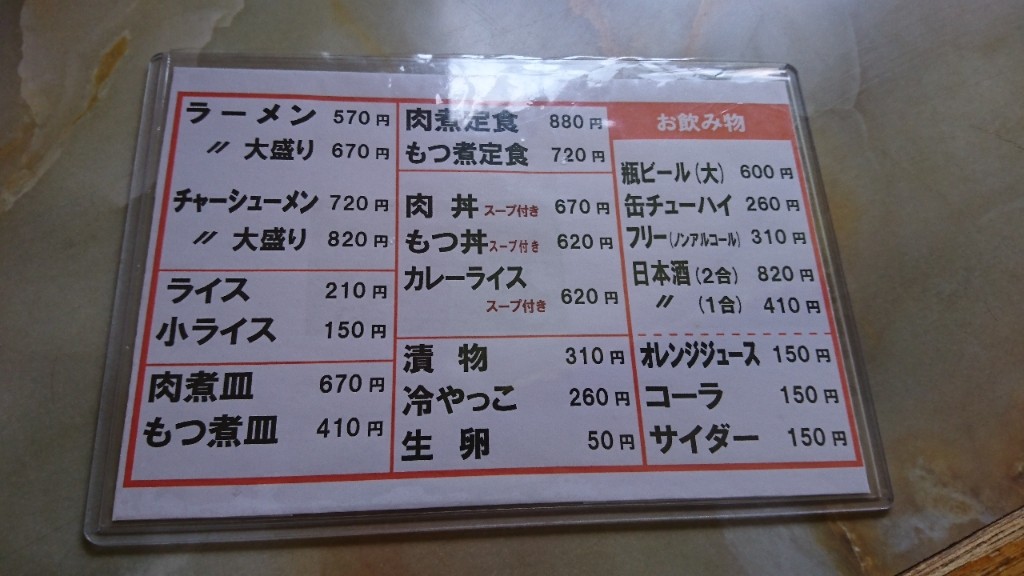 ラーメン 570円
〃 大盛り 670円
チャーシューメン 720円
〃 大盛り 820円
ライス 210円
小ライス 150円
肉煮皿 670円
もつ煮皿 410円
肉煮定食 880円
もつ煮定食 720円
肉丼 スープ付き 670円
もつ丼 スープ付き 620円
カレーライス
スープ付き 620円
漬物 310円
冷やっこ 260円
生卵 50円
お飲み物
瓶ビール(大) 600円
缶チューハイ 260円
フリー(ノンアルコール) 310円
日本酒(2合) 820円
〃 (1合) 410円
オレンジジュース 150円
コーラ 150円
サイダー 150円